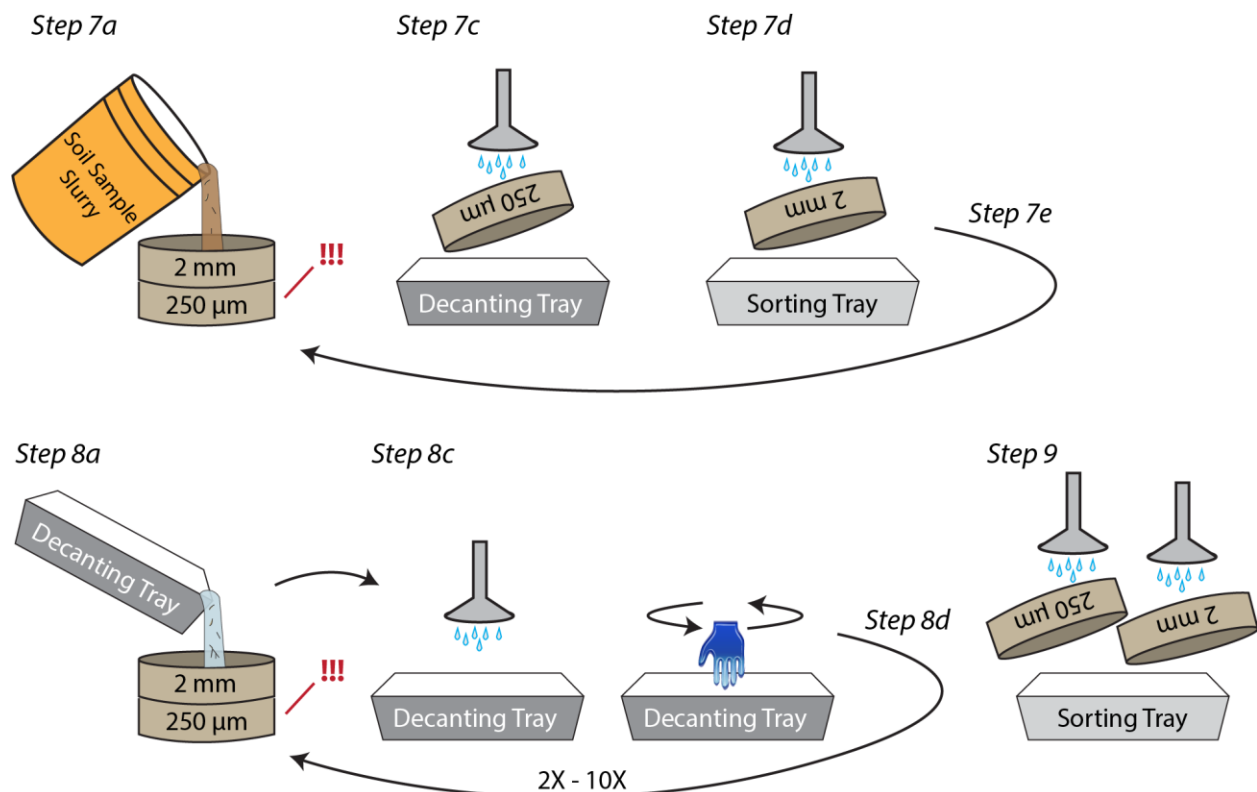 Step 7a
Step 7c
Step 7d
Soil Sample
Slurry
2 mm
250 µm
!!!
250 µm
Decanting Tray
2 mm
Sorting Tray
Step 7e
Step 8a
Step 8c
Step 9
Decanting Tray
2 mm
250 µm
!!!
Decanting Tray
Decanting Tray
Step 8d
2X - 10X
250 µm
2 mm
Sorting Tray